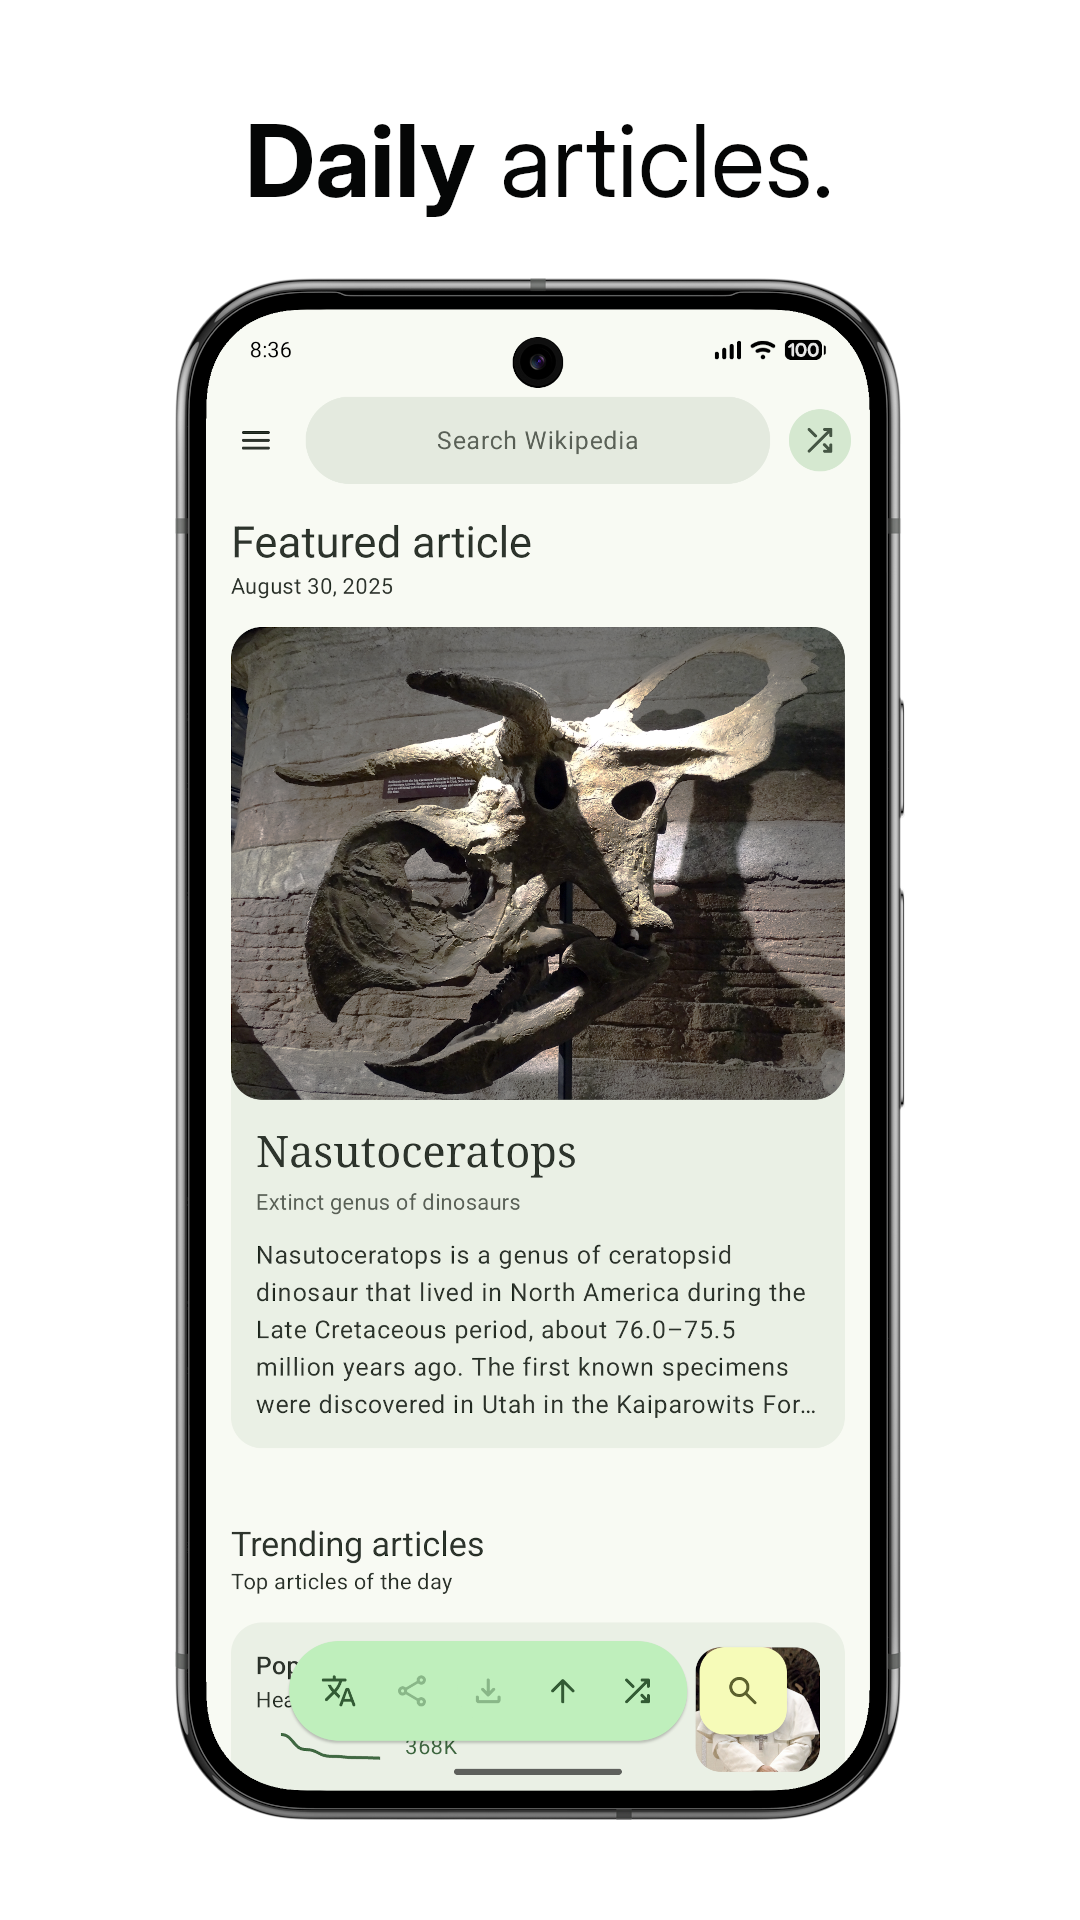 Daily articles.
8:36
100
Search Wikipedia
Featured article
August 30, 2025
Nasutoceratops
Extinct genus of dinosaurs
Nasutoceratops is a genus of ceratopsid
dinosaur that lived in North America during the
Late Cretaceous period, about 76.0–75.5
million years ago. The first known specimens
were discovered in Utah in the Kaiparowits For…
Trending articles
Top articles of the day
Pop
Hea
368K